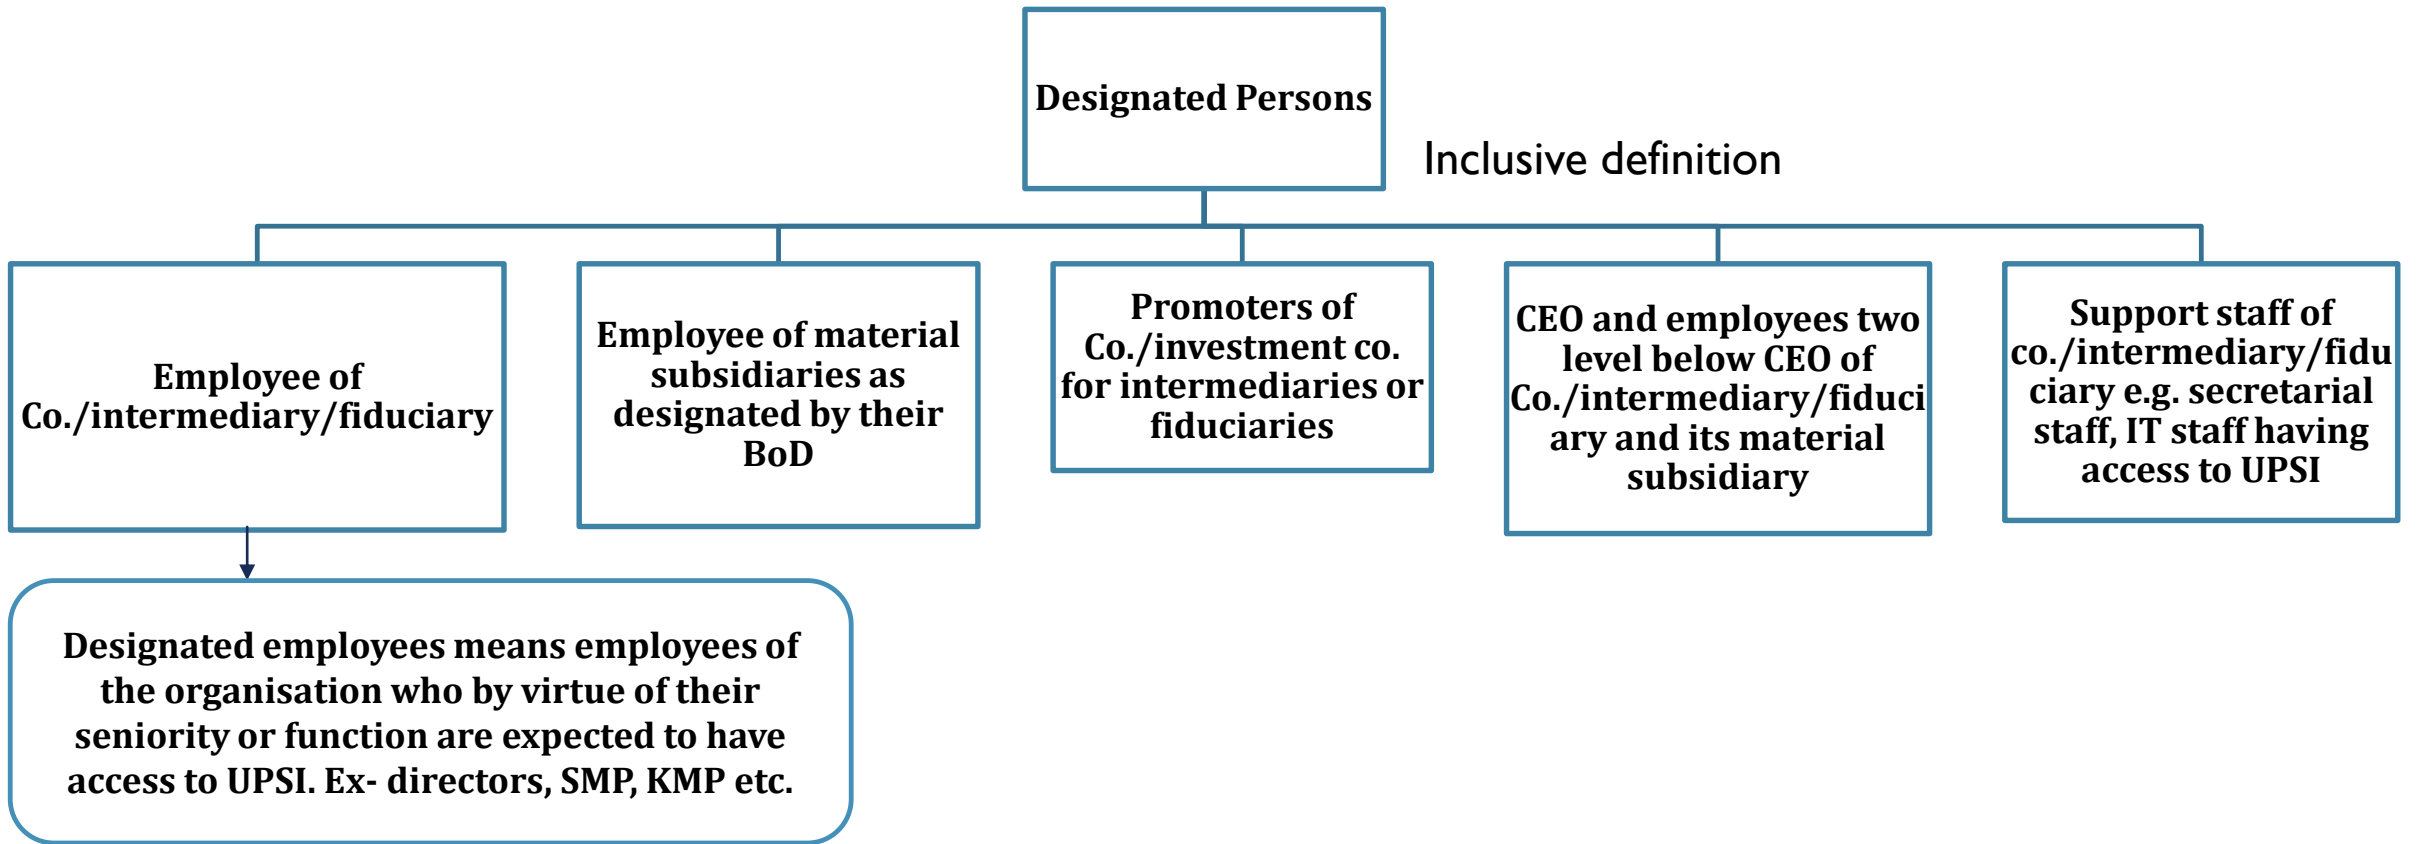 Designated Persons
Inclusive definition
Employee of
Co./intermediary/fiduciary
Employee of material
subsidiaries as
designated by their
BoD
Promoters of
Co./investment co.
for intermediaries or
fiduciaries
CEO and employees two
level below CEO of
Co./intermediary/fiduci
ary and its material
subsidiary
Support staff of
co./intermediary/fidu
ciary e.g. secretarial
staff, IT staff having
access to UPSI
Designated employees means employees of
the organisation who by virtue of their
seniority or function are expected to have
access to UPSI. Ex- directors, SMP, KMP etc.